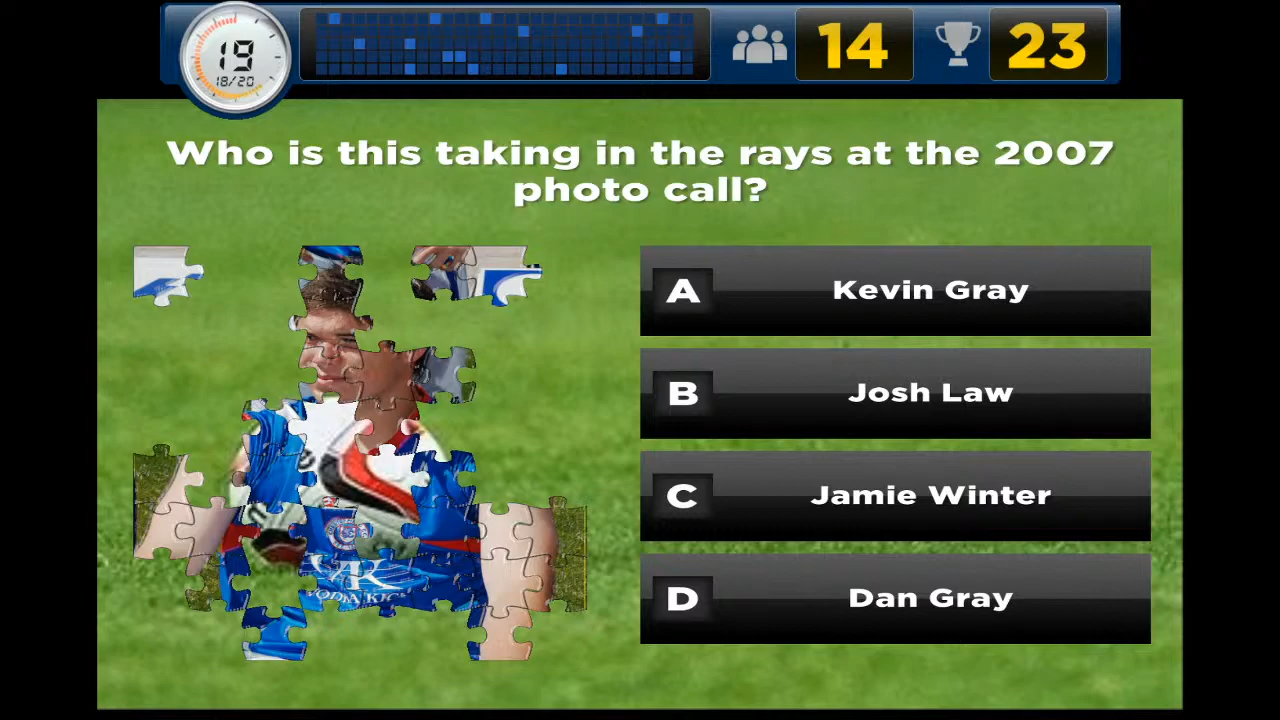 19
18/20
14
23
Who is this taking in the rays at the 2007
photo call?
A Kevin Gray
B Josh Law
C Jamie Winter
D Dan Gray